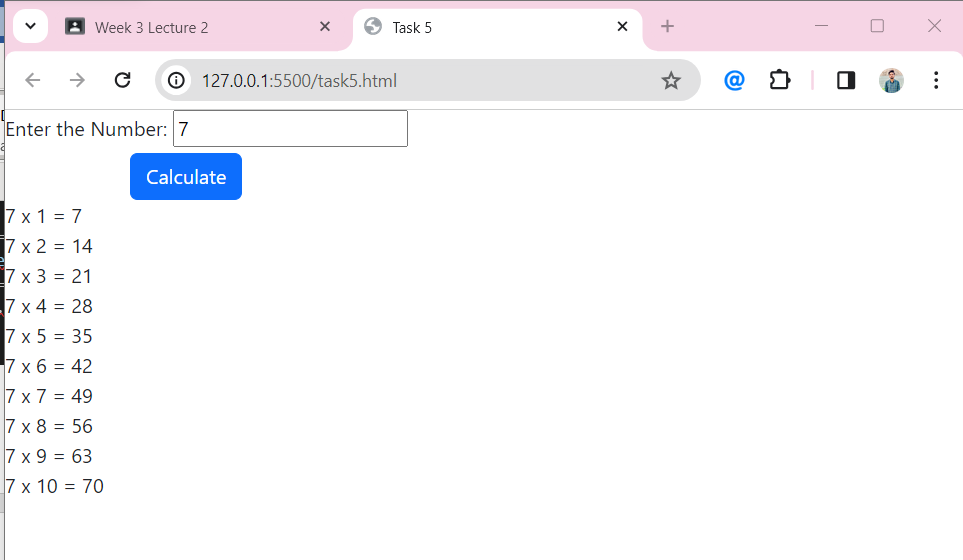 Week 3 Lecture 2
Task 5
127.0.0.1:5500/task5.html
Enter the Number: 7
Calculate
7 x 1 = 7
7 x 2 = 14
7 x 3 = 21
7 x 4 = 28
7 x 5 = 35
7 x 6 = 42
7 x 7 = 49
7 x 8 = 56
7 x 9 = 63
7 x 10 = 70